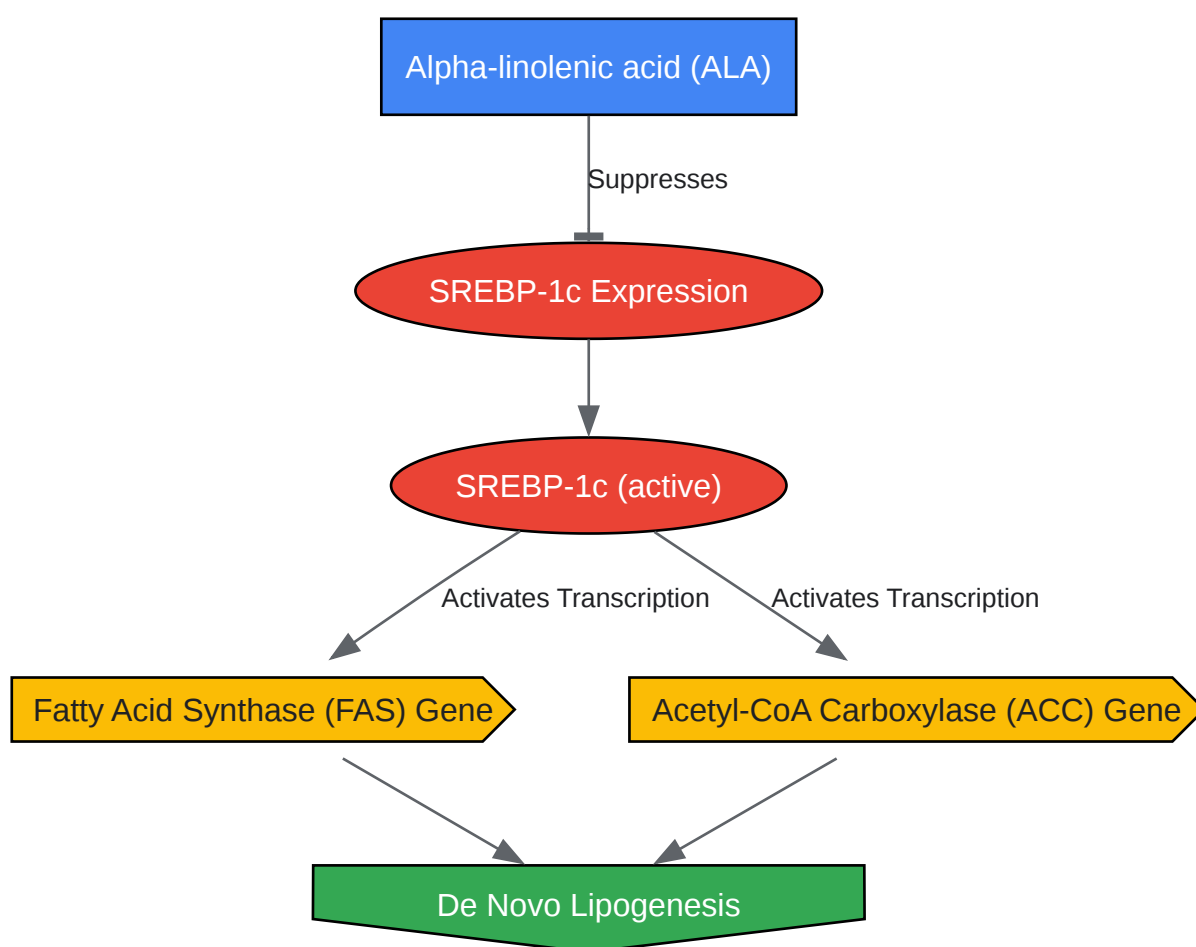 Alpha-linolenic acid (ALA)
Suppresses
SREBP-1c Expression
SREBP-1c (active)
Activates Transcription
Activates Transcription
Fatty Acid Synthase (FAS) Gene
Acetyl-CoA Carboxylase (ACC) Gene
De Novo Lipogenesis